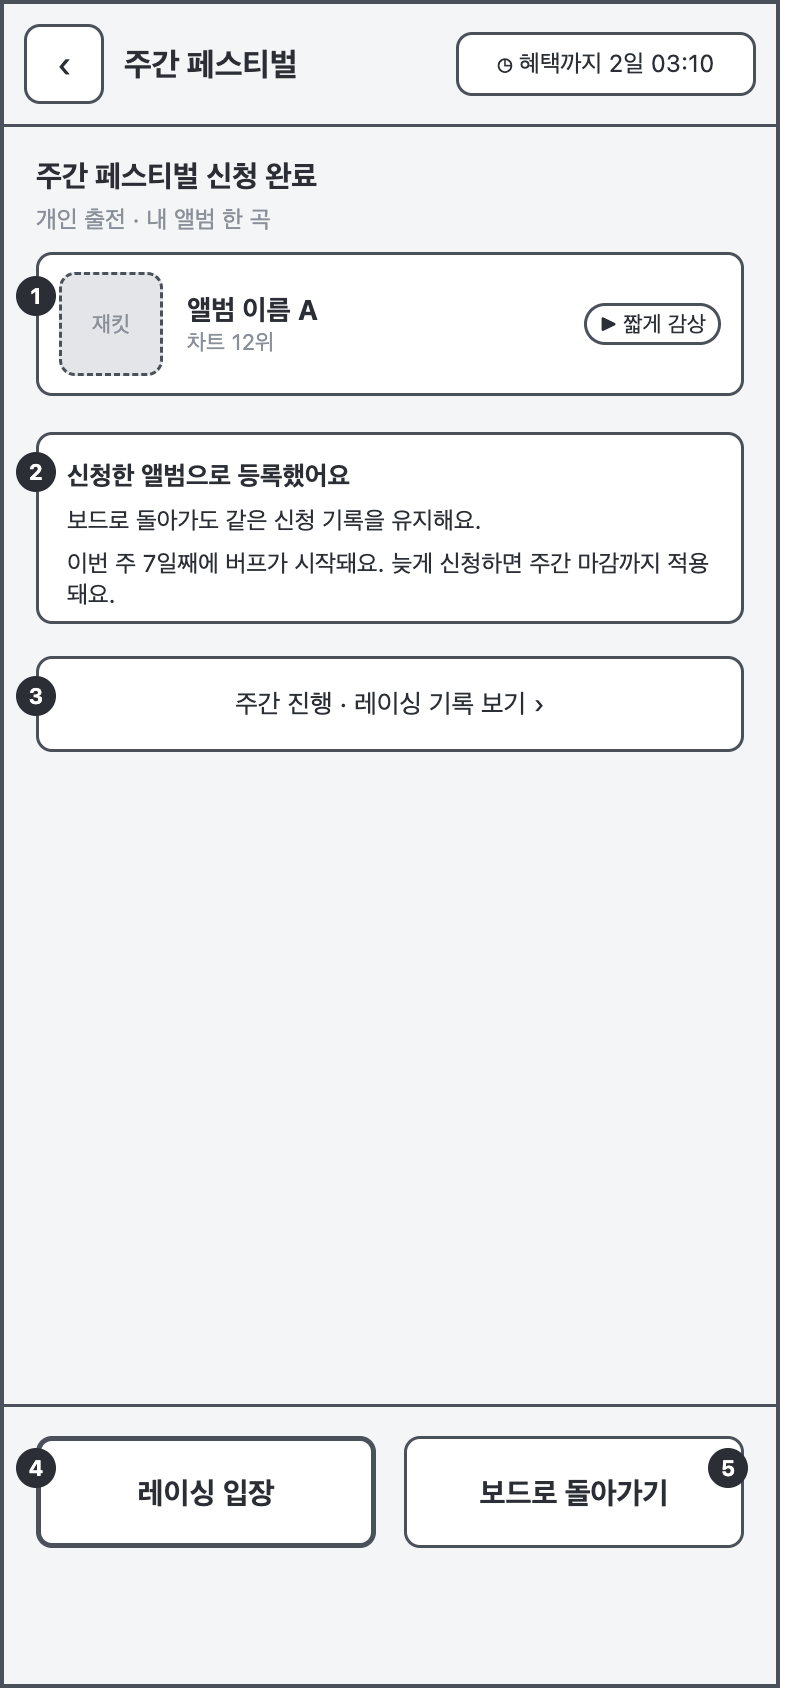 ‹ 주간 페스티벌 ◷ 혜택까지 2일 03:10
주간 페스티벌 신청 완료
개인 출전 · 내 앨범 한 곡
1
재킷
앨범 이름 A
차트 12위
▶ 짧게 감상
2
신청한 앨범으로 등록했어요
보드로 돌아가도 같은 신청 기록을 유지해요.
이번 주 7일째에 버프가 시작돼요. 늦게 신청하면 주간 마감까지 적용
돼요.
3
주간 진행 · 레이싱 기록 보기 ›
4
레이싱 입장
보드로 돌아가기
5